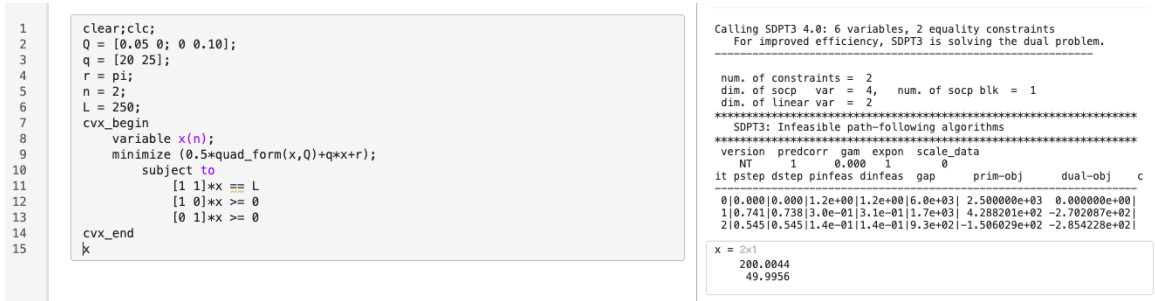 1 clear;clc;
2 Q = [0.05 0; 0 0.10];
3 q = [20 25];
4 r = pi;
5 n = 2;
6 L = 250;
7 cvx_begin
8 variable x(n);
9 minimize (0.5*quad_form(x,Q)+q*x+r);
10 subject to
11 [1 1]*x == L
12 [1 0]*x >= 0
13 [0 1]*x >= 0
14 cvx_end
15 x
Calling SDPT3 4.0: 6 variables, 2 equality constraints
For improved efficiency, SDPT3 is solving the dual problem.
------------------------------------------------------------
num. of constraints = 2
dim. of socp var = 4, num. of socp blk = 1
dim. of linear var = 2
*******************************************************************
SDPT3: Infeasible path-following algorithms
*******************************************************************
version predcorr gam expon scale_data
NT 1 0.000 1 0
it pstep dstep pinfeas dinfeas gap prim-obj dual-obj c
-------------------------------------------------------------------
0|0.000|0.000|1.2e+00|1.2e+00|6.0e+03| 2.500000e+03 0.000000e+00|
1|0.741|0.738|3.0e-01|3.1e-01|1.7e+03| 4.288201e+02 -2.702087e+02|
2|0.545|0.545|1.4e-01|1.4e-01|9.3e+02|-1.506029e+02 -2.854228e+02|
x = 2×1
200.0044
49.9956